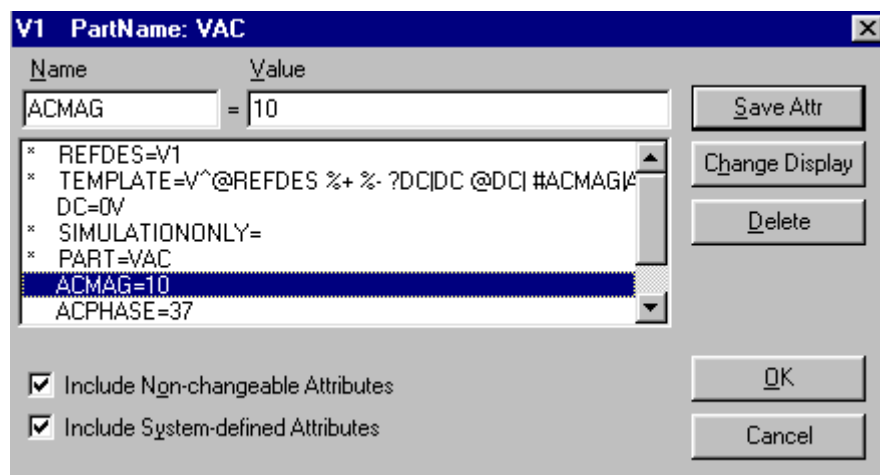 V1 PartName: VAC
Name Value
ACMAG = 10
Save Attr
* REFDES=V1
* TEMPLATE=V^@REFDES %+ %- ?DC|DC @DC| #ACMAG|A
Change Display
DC=0V
* SIMULATIONONLY=
Delete
* PART=VAC
ACMAG=10
ACPHASE=37
Include Non-changeable Attributes
OK
Include System-defined Attributes
Cancel